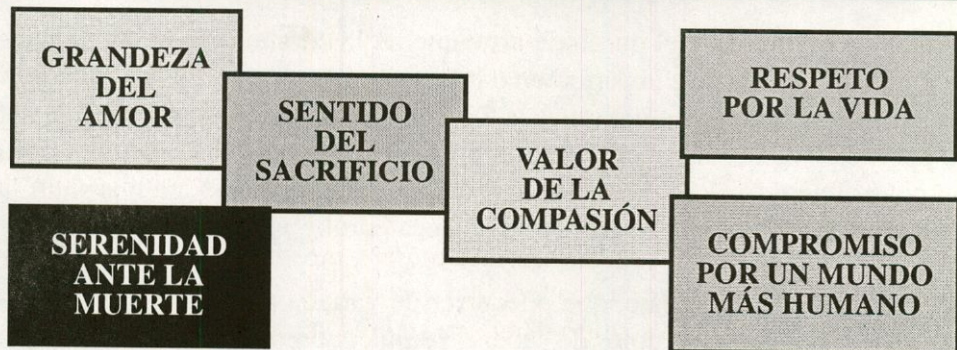 GRANDEZA
DEL
AMOR
SENTIDO
DEL
SACRIFICIO
VALOR
DE LA
COMPASIÓN
RESPETO
POR LA VIDA
SERENIDAD
ANTE LA
MUERTE
COMPROMISO
POR UN MUNDO
MÁS HUMANO